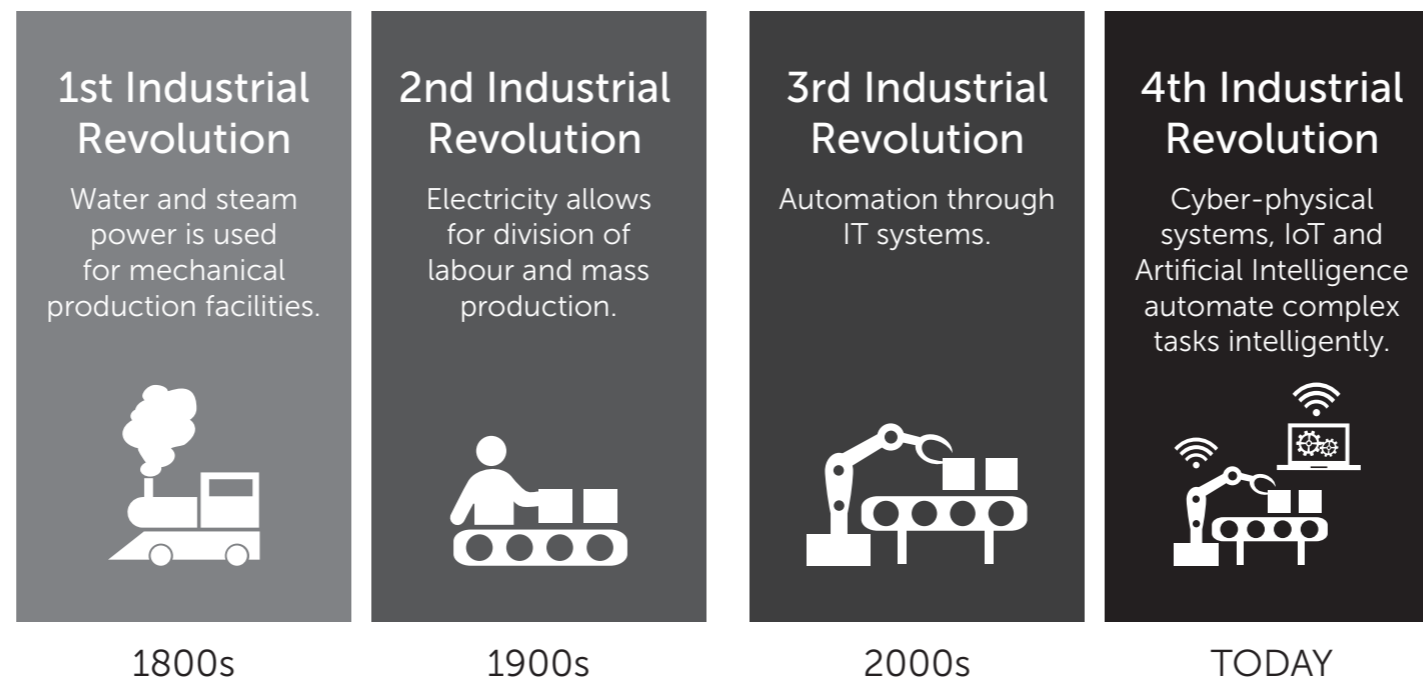 1st Industrial
Revolution
Water and steam
power is used
for mechanical
production facilities.
1800s
2nd Industrial
Revolution
Electricity allows
for division of
labour and mass
production.
1900s
3rd Industrial
Revolution
Automation through
IT systems.
2000s
4th Industrial
Revolution
Cyber-physical
systems, IoT and
Artificial Intelligence
automate complex
tasks intelligently.
TODAY